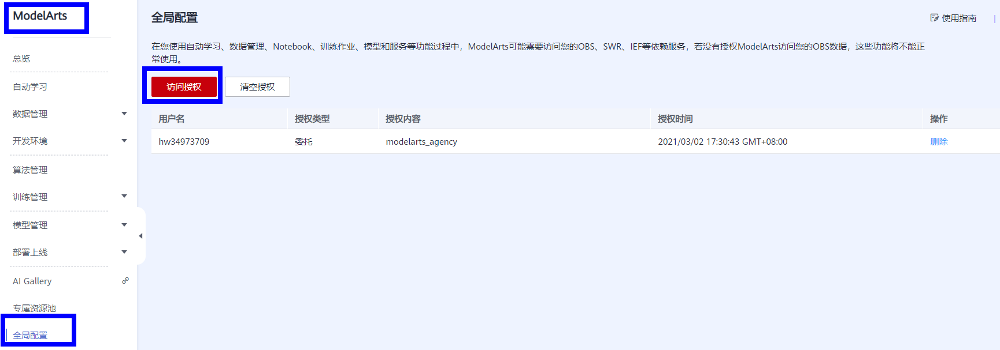 ModelArts
总览
自动学习
数据管理
开发环境
算法管理
训练管理
模型管理
部署上线
AI Gallery
专属资源池
全局配置
全局配置
使用指南
在您使用自动学习、数据管理、Notebook、训练作业、模型和服务等功能过程中，ModelArts可能需要访问您的OBS、SWR、IEF等依赖服务，若没有授权ModelArts访问您的OBS数据，这些功能将不能正
常使用。
访问授权 清空授权
用户名 授权类型 授权内容 授权时间 操作
hw34973709 委托 modelarts_agency 2021/03/02 17:30:43 GMT+08:00 删除